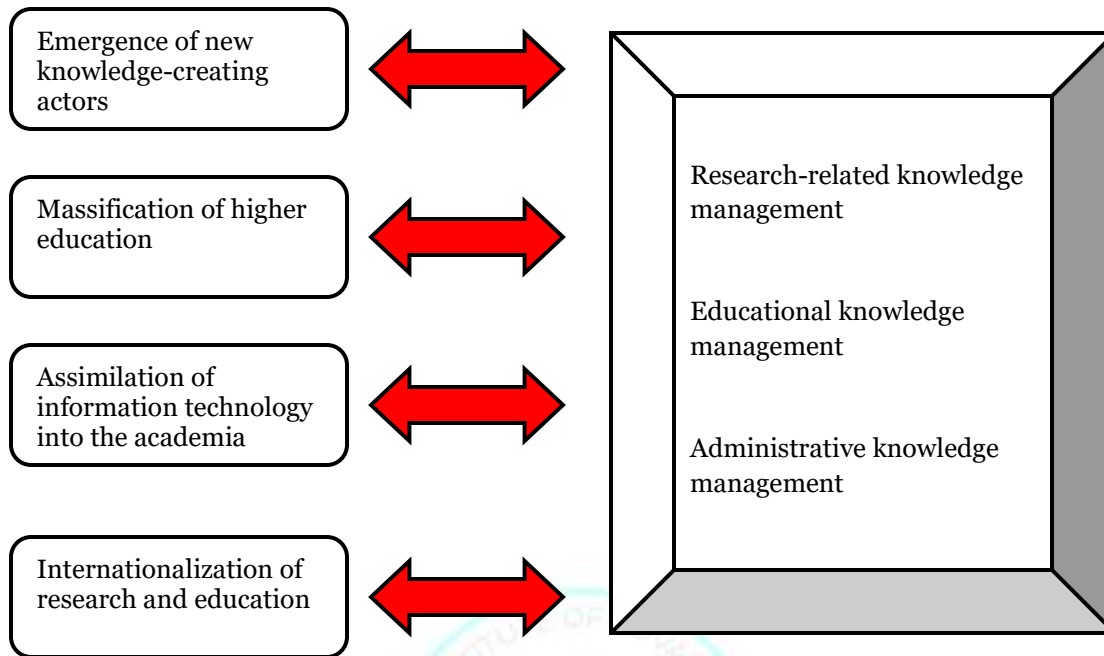 Emergence of new
knowledge-creating
actors
Massification of higher
education
Assimilation of
information technology
into the academia
Internationalization of
research and education
Research-related knowledge
management
Educational knowledge
management
Administrative knowledge
management